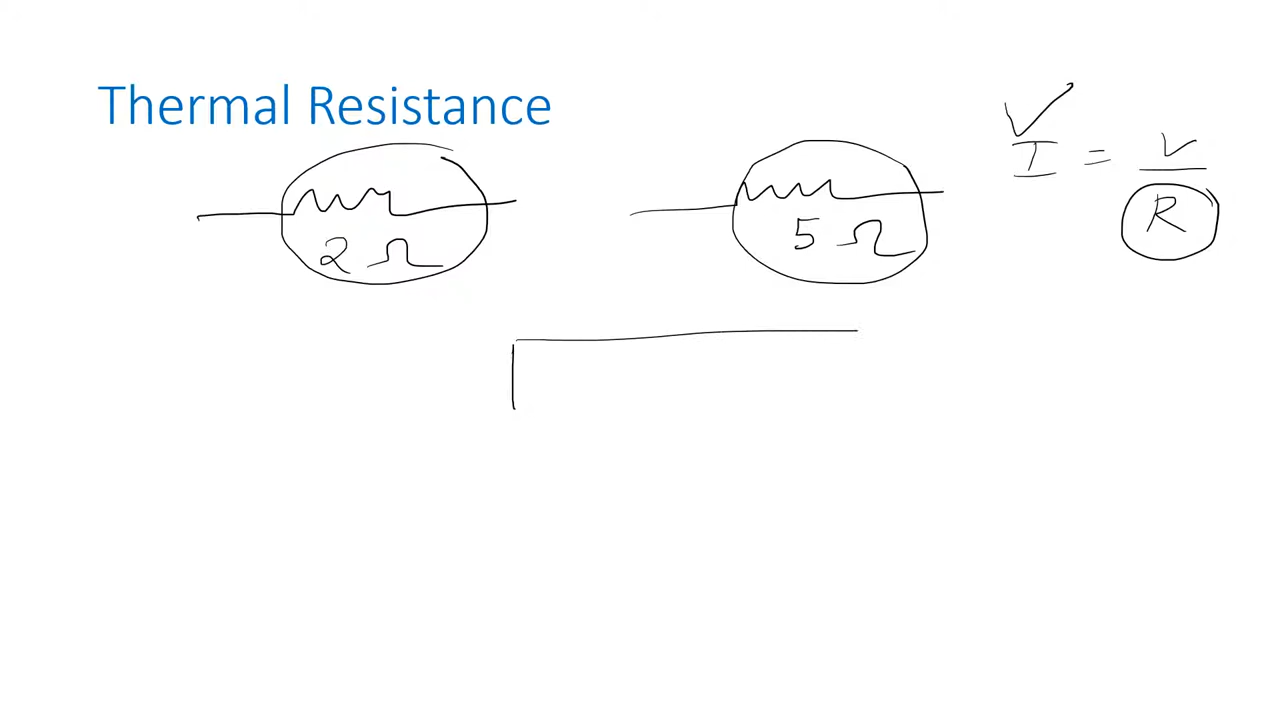 Thermal Resistance
I = V / R
2 Ω
5 Ω